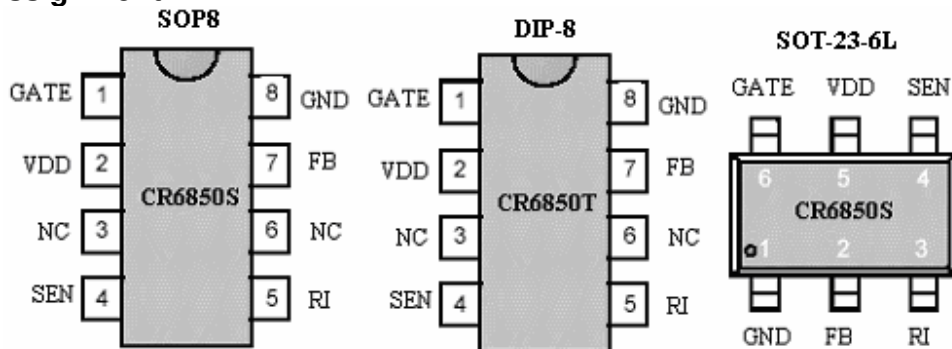 SOP8
GATE 1 8 GND
VDD 2 7 FB
CR6850S
NC 3 6 NC
SEN 4 5 RI
DIP-8
GATE 1 8 GND
VDD 2 7 FB
CR6850T
NC 3 6 NC
SEN 4 5 RI
SOT-23-6L
GATE VDD SEN
6 5 4
CR6850S
1 2 3
GND FB RI